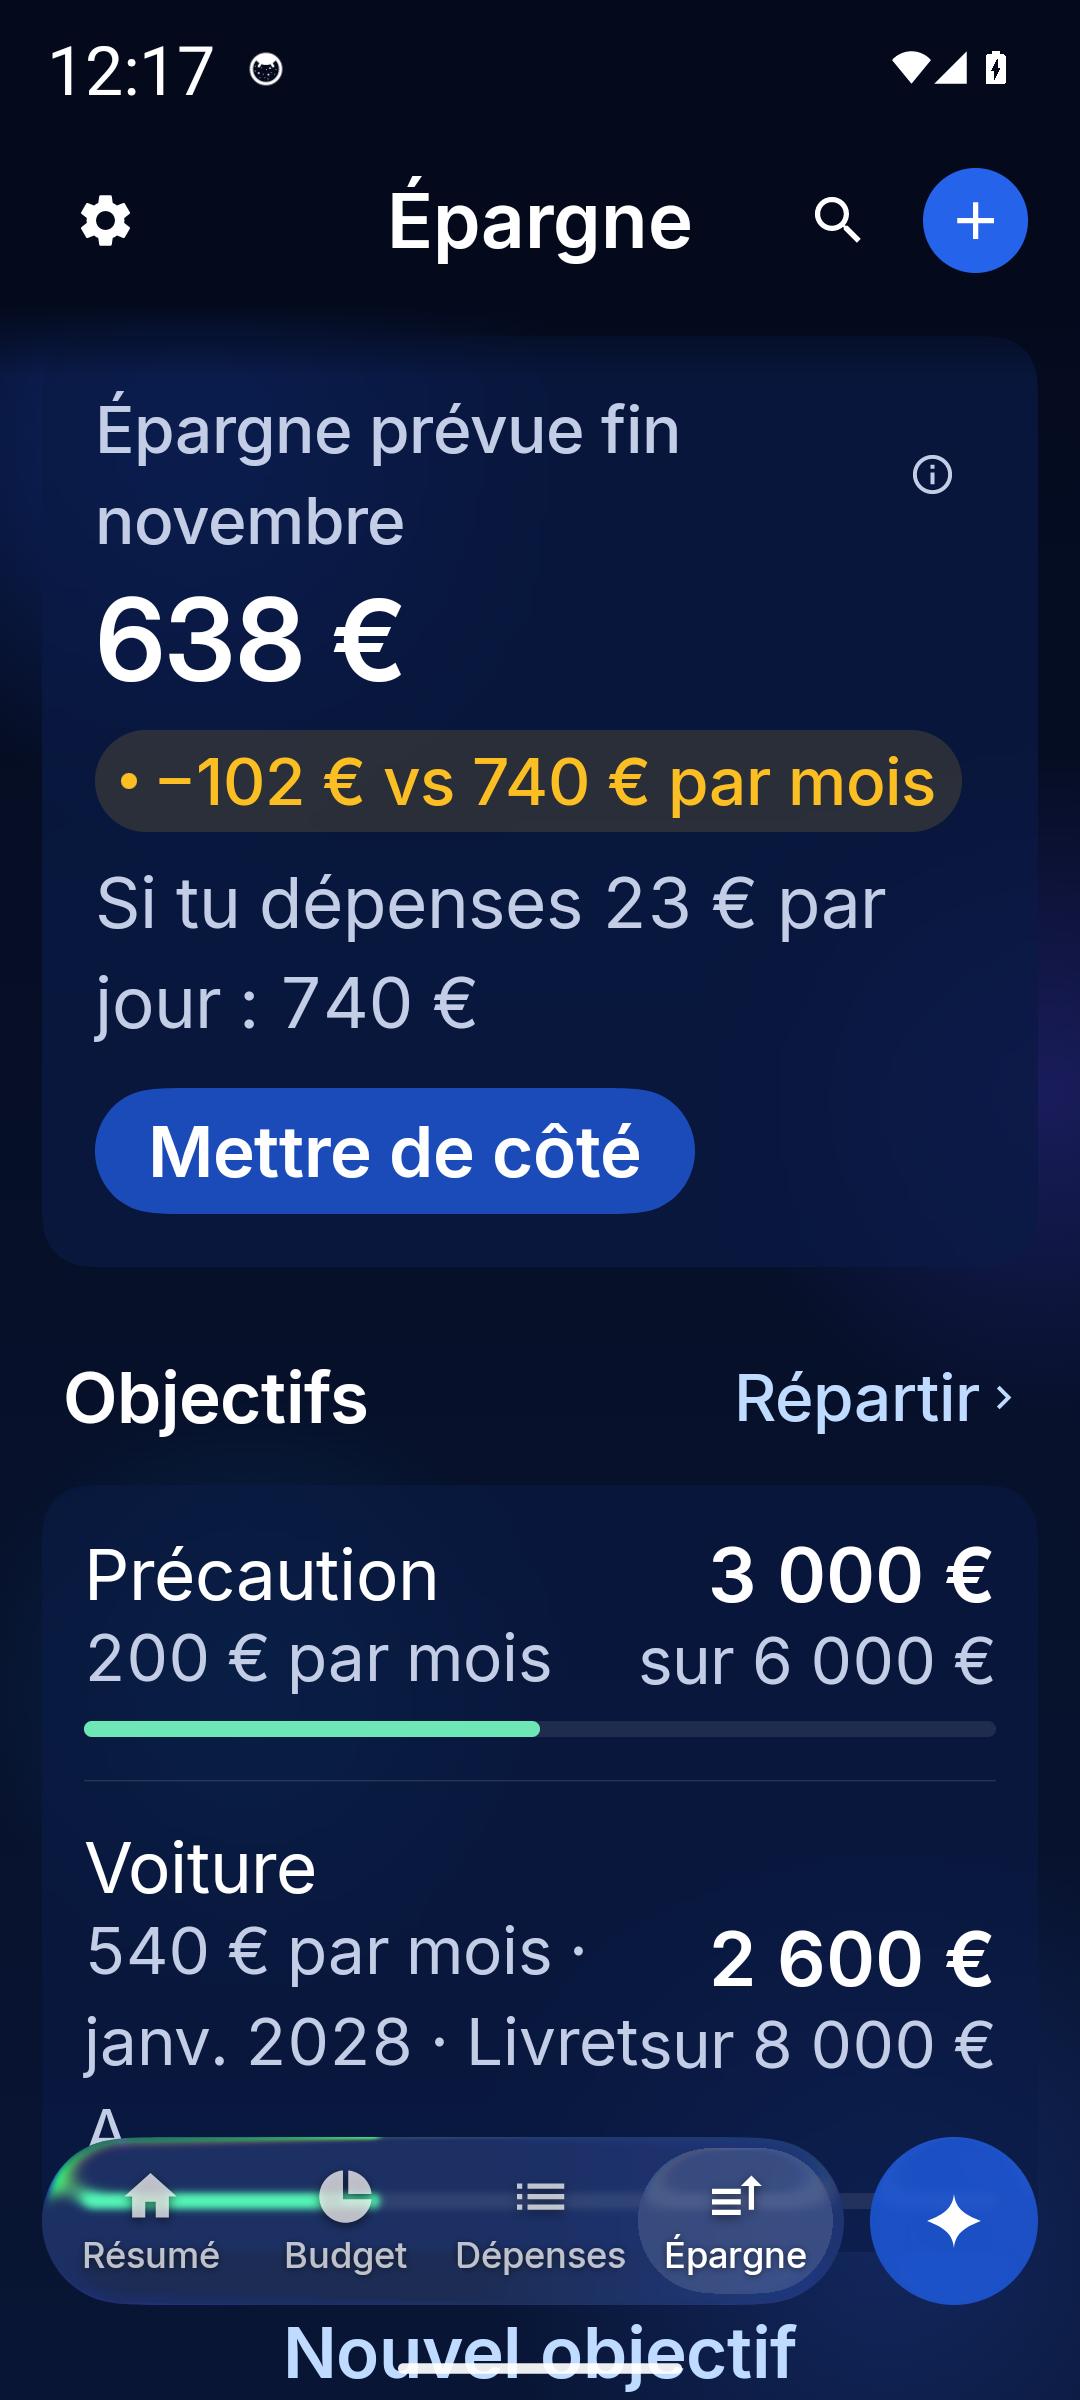 12:17
Épargne
Épargne prévue fin
novembre
638 €
• −102 € vs 740 € par mois
Si tu dépenses 23 € par
jour : 740 €
Mettre de côté
Objectifs
Répartir
Précaution
3 000 €
200 € par mois
sur 6 000 €
Voiture
540 € par mois ·
2 600 €
janv. 2028 · Livret
sur 8 000 €
A
Résumé
Budget
Dépenses
Épargne
Nouvel objectif